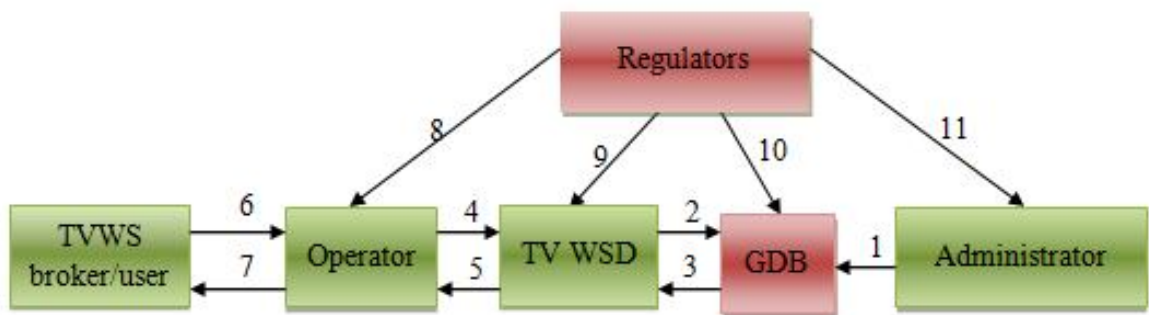 Regulators
8
9
10
11
6
4
2
1
TVWS
broker/user
Operator
TV WSD
GDB
Administrator
7
5
3